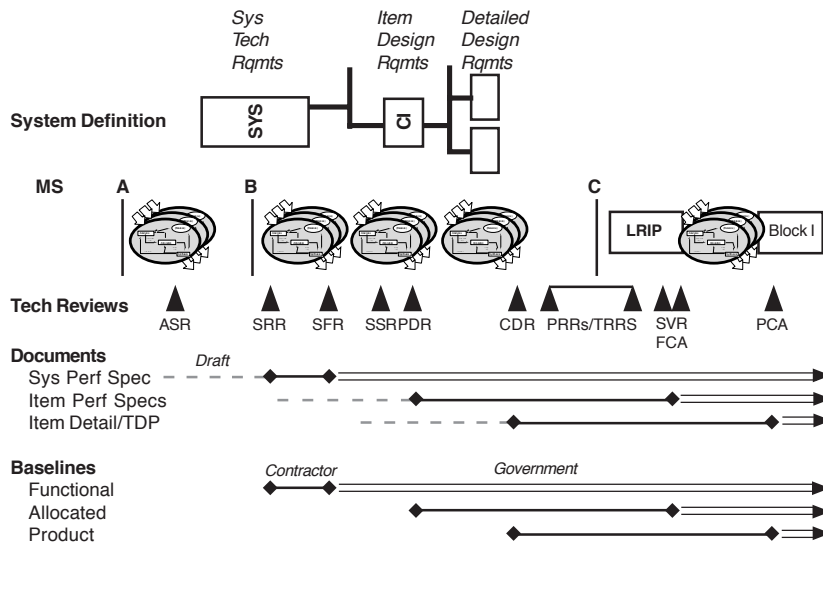 Sys
Tech
Rqmts
Item
Design
Rqmts
Detailed
Design
Rqmts
System Definition
SYS
CI
MS
A
B
C
LRIP
Block I
Tech Reviews
ASR
SRR
SFR
SSR
PDR
CDR
PRRs/TRRS
SVR
FCA
PCA
Documents
Draft
Sys Perf Spec
Item Perf Specs
Item Detail/TDP
Baselines
Contractor
Government
Functional
Allocated
Product